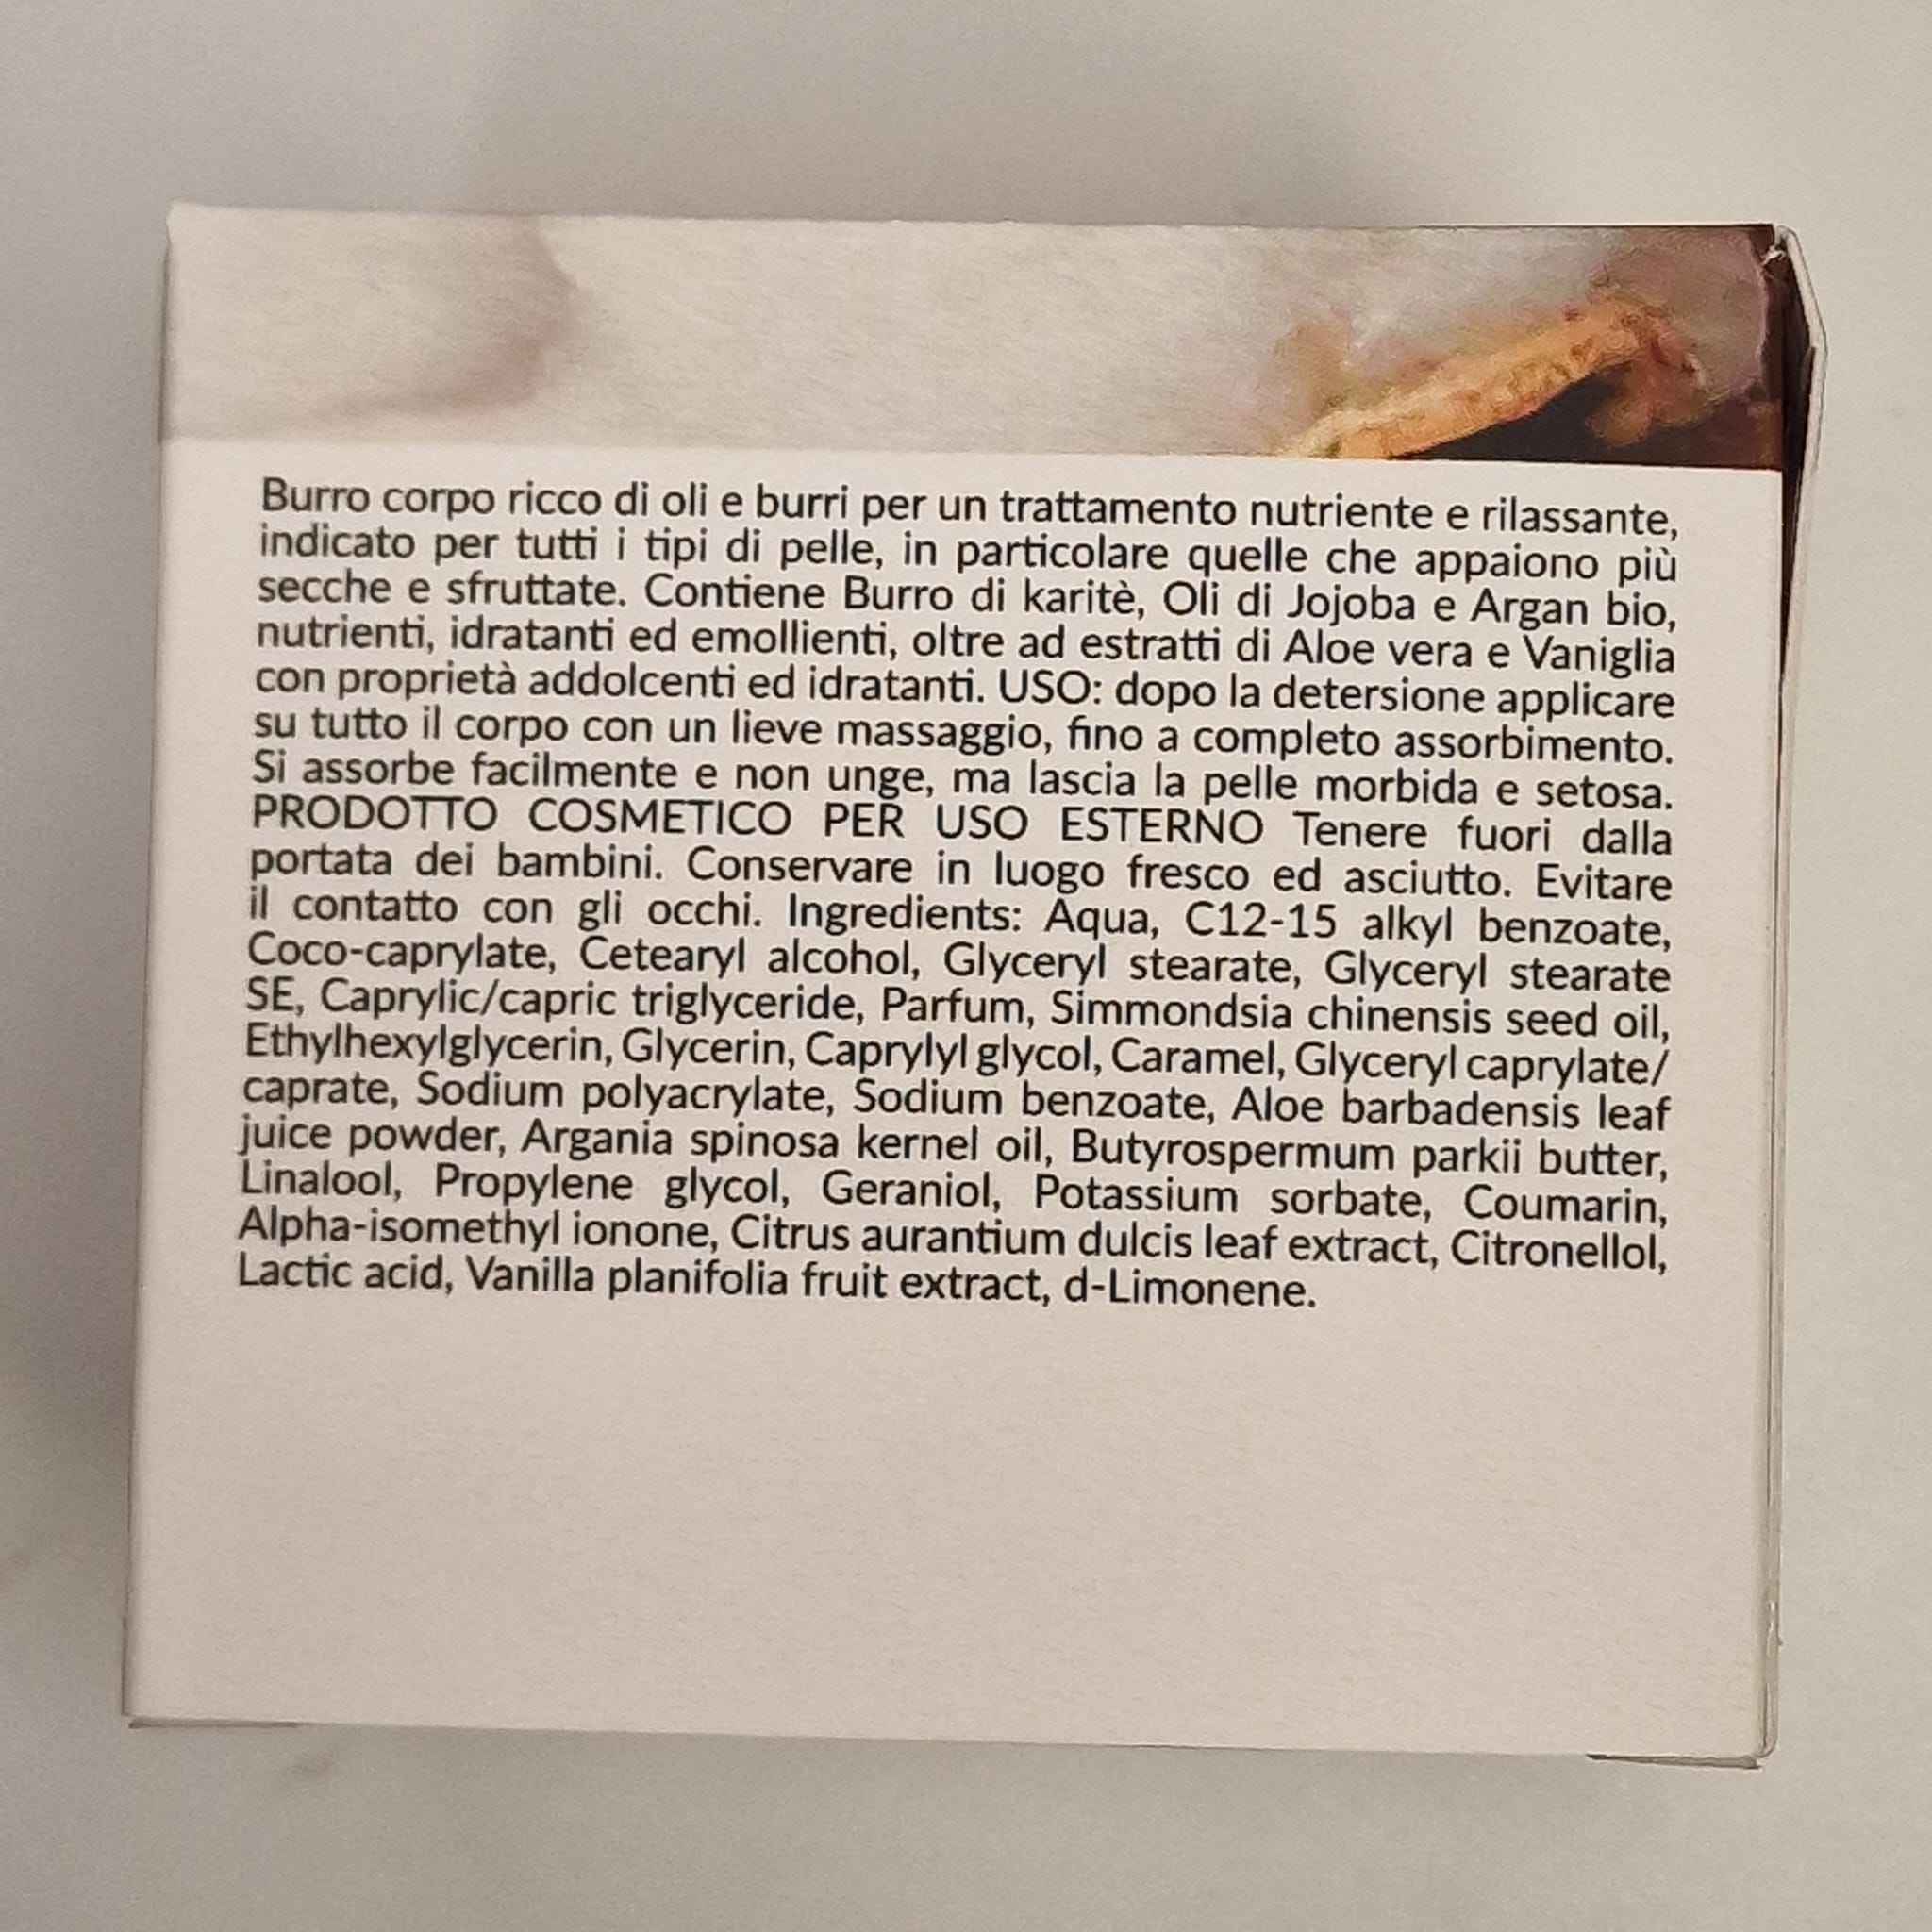 Burro corpo ricco di oli e burri per un trattamento nutriente e rilassante,
indicato per tutti i tipi di pelle, in particolare quelle che appaiono più
secche e sfruttate. Contiene Burro di karitè, Oli di Jojoba e Argan bio,
nutrienti, idratanti ed emollienti, oltre ad estratti di Aloe vera e Vaniglia
con proprietà addolcenti ed idratanti. USO: dopo la detersione applicare
su tutto il corpo con un lieve massaggio, fino a completo assorbimento.
Si assorbe facilmente e non unge, ma lascia la pelle morbida e setosa.
PRODOTTO COSMETICO PER USO ESTERNO Tenere fuori dalla
portata dei bambini. Conservare in luogo fresco ed asciutto. Evitare
il contatto con gli occhi. Ingredients: Aqua, C12-15 alkyl benzoate,
Coco-caprylate, Cetearyl alcohol, Glyceryl stearate, Glyceryl stearate
SE, Caprylic/capric triglyceride, Parfum, Simmondsia chinensis seed oil,
Ethylhexylglycerin, Glycerin, Caprylyl glycol, Caramel, Glyceryl caprylate/
caprate, Sodium polyacrylate, Sodium benzoate, Aloe barbadensis leaf
juice powder, Argania spinosa kernel oil, Butyrospermum parkii butter,
Linalool, Propylene glycol, Geraniol, Potassium sorbate, Coumarin,
Alpha-isomethyl ionone, Citrus aurantium dulcis leaf extract, Citronellol,
Lactic acid, Vanilla planifolia fruit extract, d-Limonene.